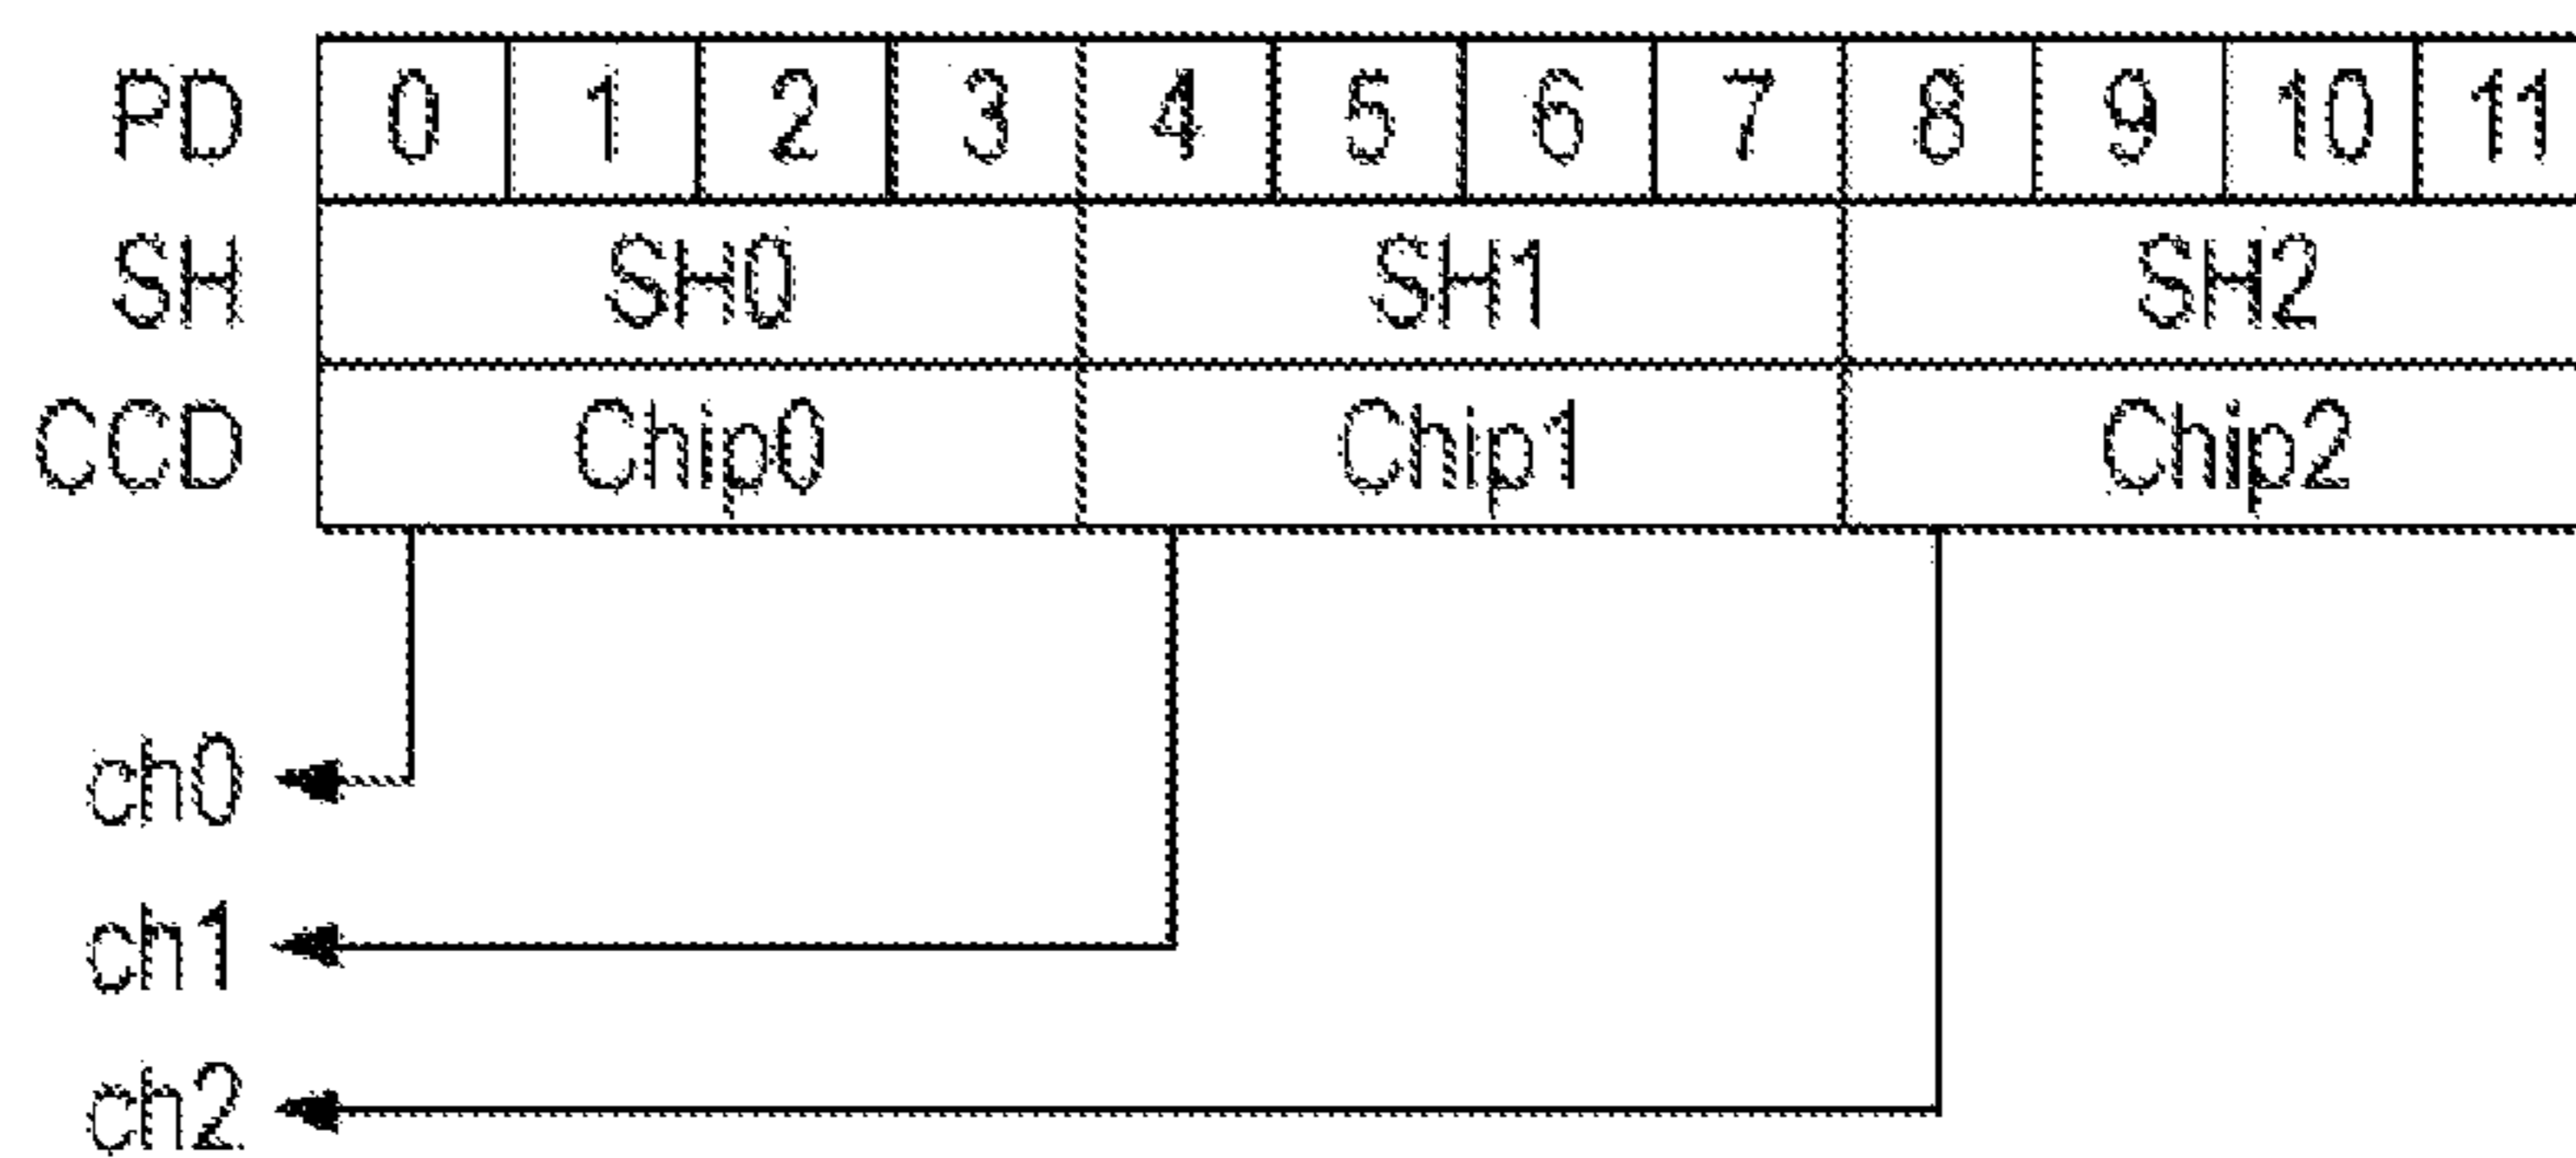 PD 0 1 2 3 4 5 6 7 8 9 10 11
SH SH0 SH1 SH2
CCD Chip0 Chip1 Chip2
ch0
ch1
ch2